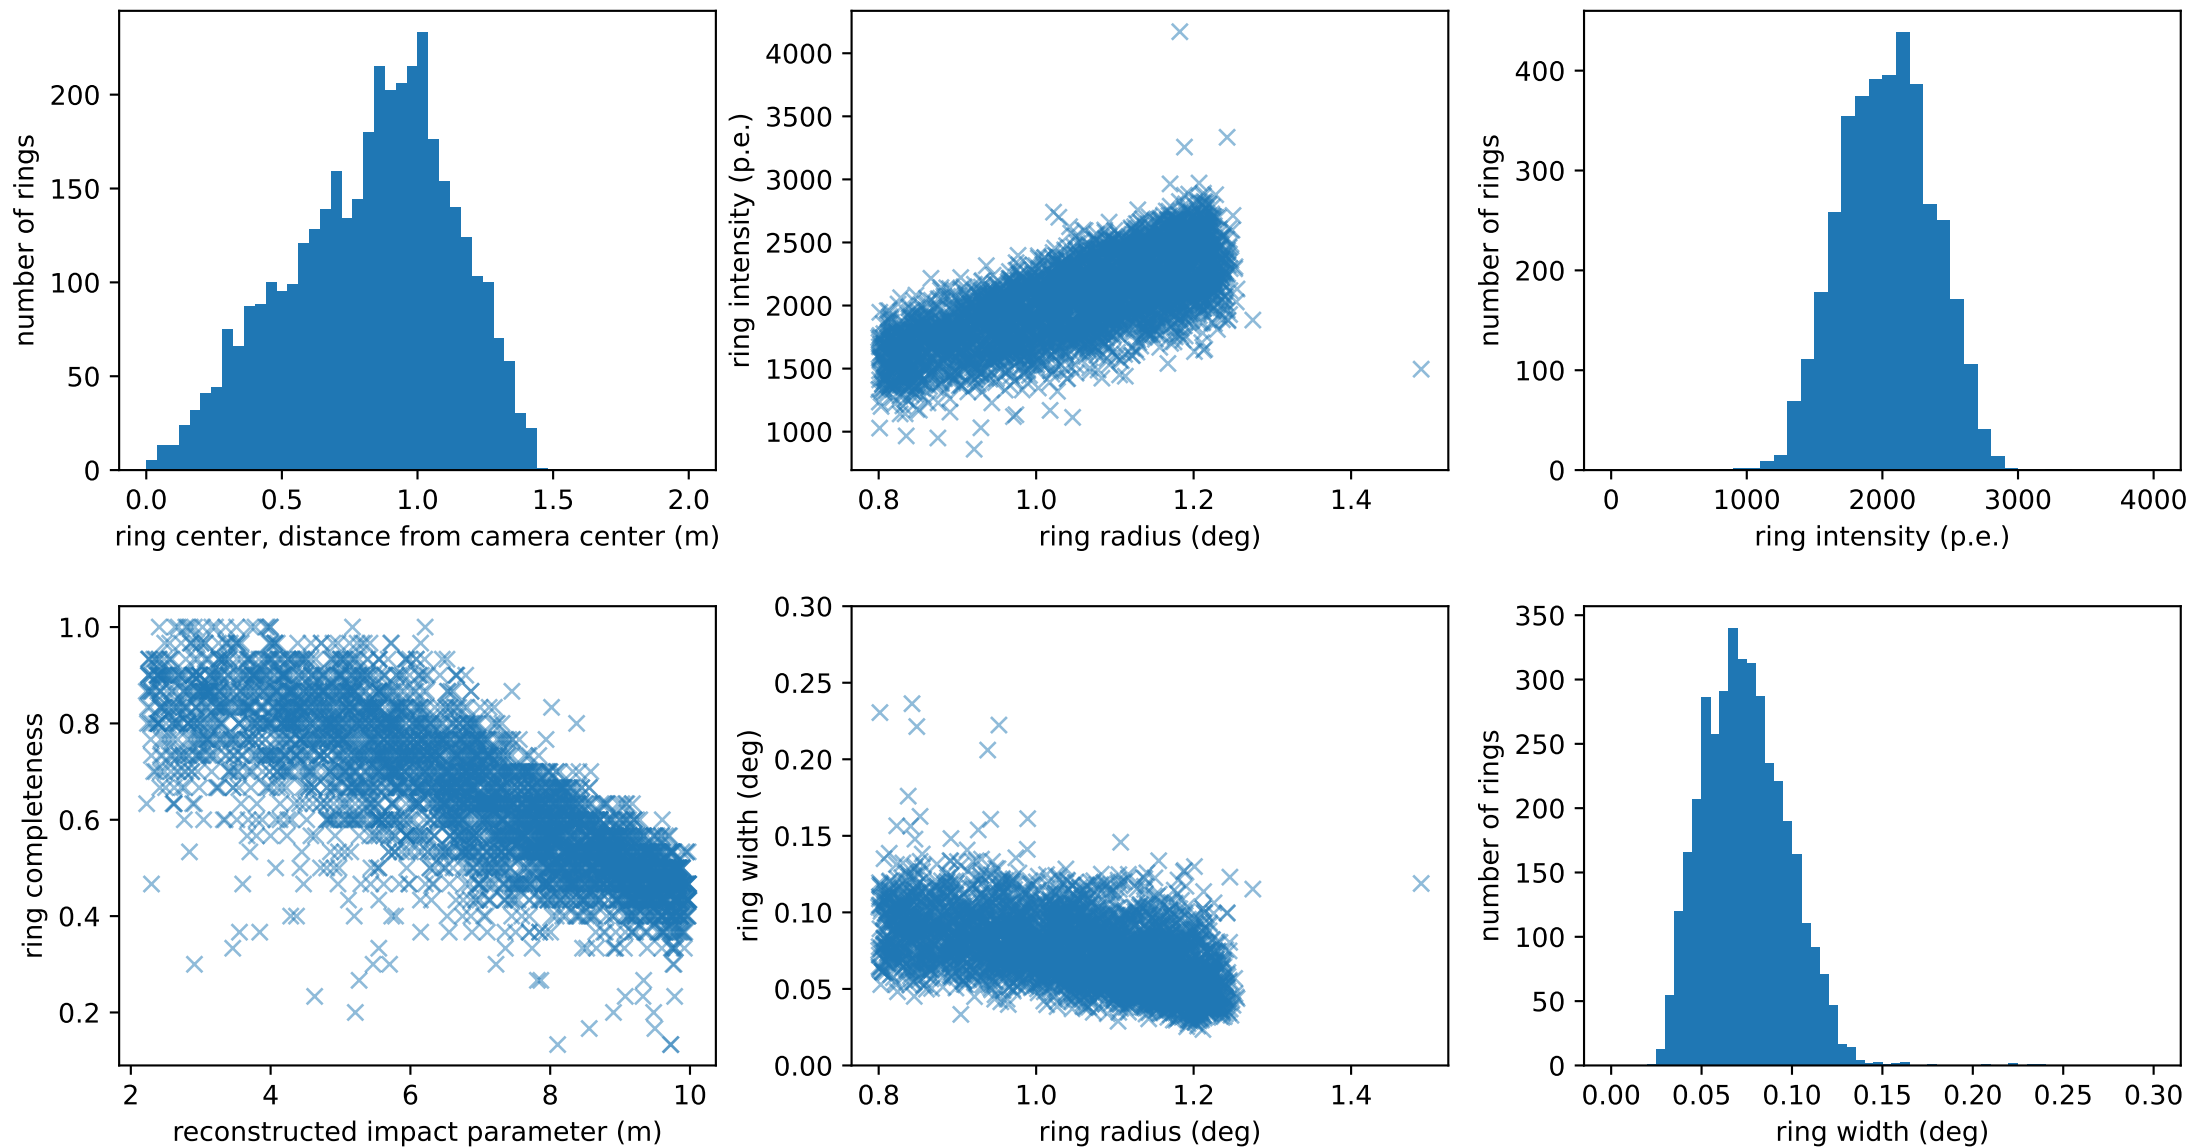 number of rings
200
150
100
50
0
0.0 0.5 1.0 1.5 2.0
ring center, distance from camera center (m)
ring intensity (p.e.)
4000
3500
3000
2500
2000
1500
1000
0.8 1.0 1.2 1.4
ring radius (deg)
number of rings
400
300
200
100
0
0 1000 2000 3000 4000
ring intensity (p.e.)
ring completeness
1.0
0.8
0.6
0.4
0.2
2 4 6 8 10
reconstructed impact parameter (m)
ring width (deg)
0.30
0.25
0.20
0.15
0.10
0.05
0.00
0.8 1.0 1.2 1.4
ring radius (deg)
number of rings
350
300
250
200
150
100
50
0
0.00 0.05 0.10 0.15 0.20 0.25 0.30
ring width (deg)